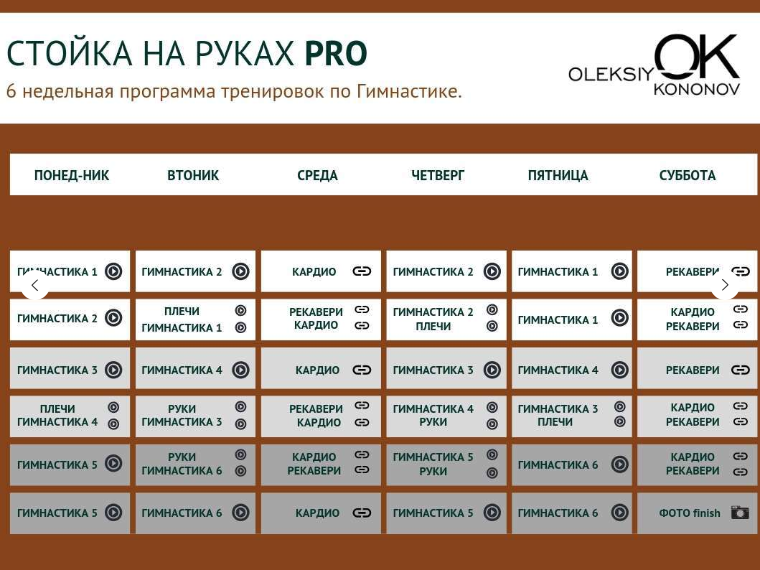 СТОЙКА НА РУКАХ PRO
6 недельная программа тренировок по Гимнастике.
OLEKSIY OK
KONONOV
ПОНЕД-НИК ВТОНИК СРЕДА ЧЕТВЕРГ ПЯТНИЦА СУББОТА
ГИМНАСТИКА 1 ГИМНАСТИКА 2 КАРДИО ГИМНАСТИКА 2 ГИМНАСТИКА 1 РЕКАВЕРИ
ГИМНАСТИКА 2 ПЛЕЧИ РЕКАВЕРИ ГИМНАСТИКА 2 ГИМНАСТИКА 1 КАРДИО
ГИМНАСТИКА 1 КАРДИО ПЛЕЧИ РЕКАВЕРИ
ГИМНАСТИКА 3 ГИМНАСТИКА 4 КАРДИО ГИМНАСТИКА 3 ГИМНАСТИКА 4 РЕКАВЕРИ
ПЛЕЧИ РУКИ РЕКАВЕРИ ГИМНАСТИКА 4 ГИМНАСТИКА 3 КАРДИО
ГИМНАСТИКА 4 ГИМНАСТИКА 3 КАРДИО РУКИ ПЛЕЧИ РЕКАВЕРИ
ГИМНАСТИКА 5 РУКИ КАРДИО ГИМНАСТИКА 5 ГИМНАСТИКА 6 КАРДИО
ГИМНАСТИКА 6 РЕКАВЕРИ РУКИ РЕКАВЕРИ
ГИМНАСТИКА 5 ГИМНАСТИКА 6 КАРДИО ГИМНАСТИКА 5 ГИМНАСТИКА 6 ФОТО finish